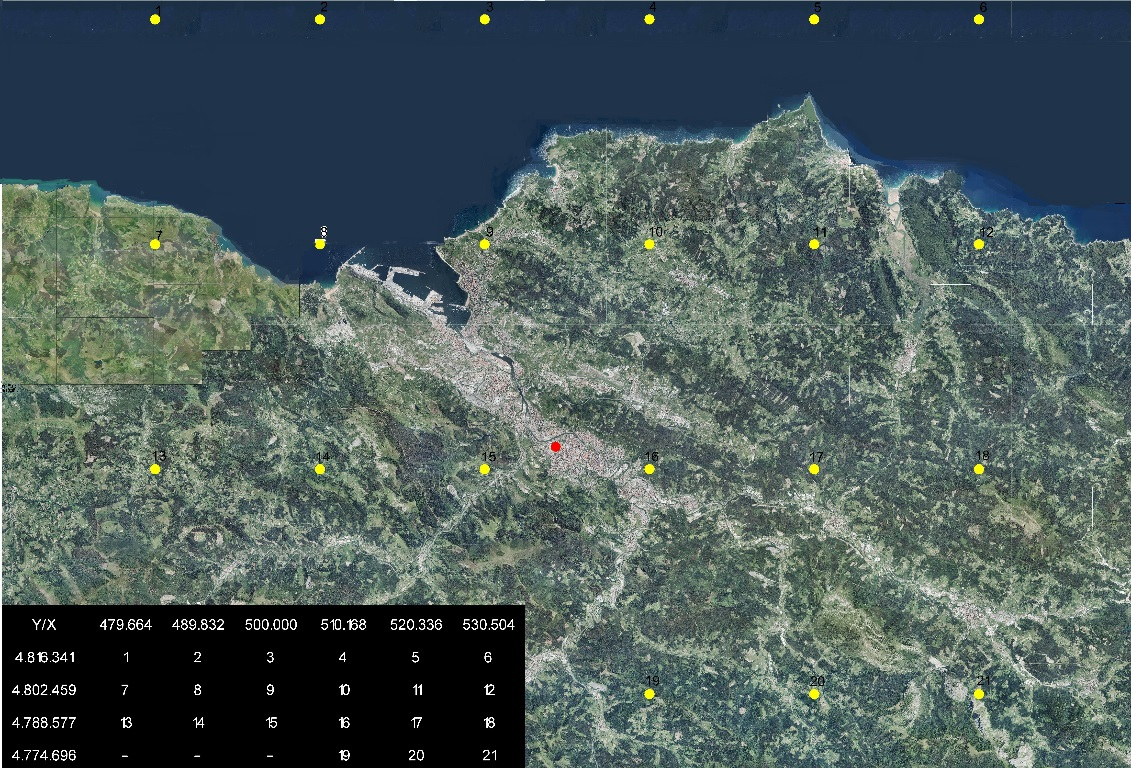 1 2 3 4 5 6
7 8 9 10 11 12
13 14 15 16 17 18
Y/X 479.664 489.832 500.000 510.168 520.336 530.504
4.816.341 1 2 3 4 5 6
4.802.459 7 8 9 10 11 12
19 20 21
4.788.577 13 14 15 16 17 18
4.774.696 - - - 19 20 21